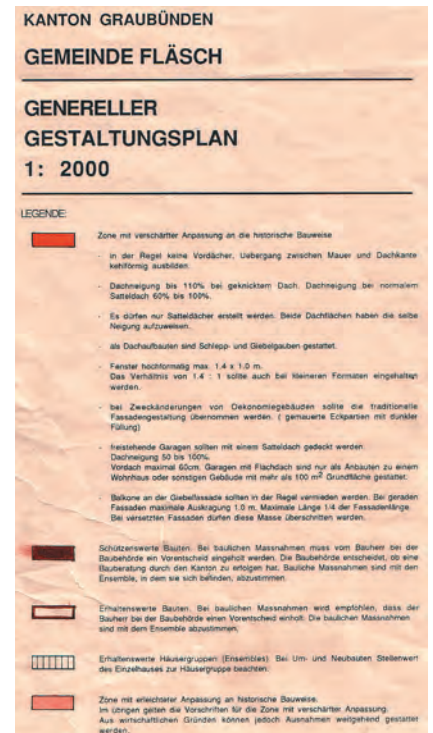 KANTON GRAUBÜNDEN
GEMEINDE FLÄSCH
GENERELLER
GESTALTUNGSPLAN
1: 2000
LEGENDE:
Zone mit verschärfter Anpassung an die historische Bauweise
- in der Regel keine Vordächer, Uebergang zwischen Mauer und Dachkante
kehlförmig ausbilden.
- Dachneigung bis 110% bei geknicktem Dach. Dachneigung bei normalem
Satteldach 60% bis 100%.
- Es dürfen nur Satteldächer erstellt werden. Beide Dachflächen haben die selbe
Neigung aufzuweisen.
- als Dachaufbauten sind Schlepp- und Giebelgauben gestattet.
- Fenster hochformatig max. 1.4 x 1.0 m.
Das Verhältnis von 1.4 : 1 sollte auch bei kleineren Formaten eingehalten
werden.
- bei Zweckänderungen von Oekonomiegebäuden sollte die traditionelle
Fassadengestaltung übernommen werden. ( gemauerte Eckpartien mit dunkler
Füllung)
- freistehende Garagen sollten mit einem Satteldach gedeckt werden.
Dachneigung 50 bis 100%.
Vordach maximal 60cm. Garagen mit Flachdach sind nur als Anbauten zu einem
Wohnhaus oder sonstigen Gebäude mit mehr als 100 m² Grundfläche gestattet.
- Balkone an der Giebelfassade sollten in der Regel vermieden werden. Bei geraden
Fassaden maximale Auskragung 1.0 m. Maximale Länge 1/4 der Fassadenlänge.
Bei versetzten Fassaden dürfen diese Masse überschritten werden.
Schützenswerte Bauten. Bei baulichen Massnahmen muss vom Bauherr bei der
Baubehörde ein Vorentscheid eingeholt werden. Die Baubehörde entscheidet, ob eine
Bauberatung durch den Kanton zu erfolgen hat. Bauliche Massnahmen sind mit den
Ensemble, in dem sie sich befinden, abzustimmen.
Erhaltenswerte Bauten. Bei baulichen Massnahmen wird empfohlen, dass der
Bauherr bei der Baubehörde einen Vorentscheid einholt. Die baulichen Massnahmen
sind mit dem Ensemble abzustimmen.
Erhaltenswerte Häusergruppen (Ensembles). Bei Um- und Neubauten Stellenwert
des Einzelhauses zur Häusergruppe beachten.
Zone mit erleichterter Anpassung an historische Bauweise.
Im übrigen gelten die Vorschriften für die Zone mit verschärfter Anpassung.
Aus wirtschaftlichen Gründen können jedoch Ausnahmen weitgehend gestattet
werden.